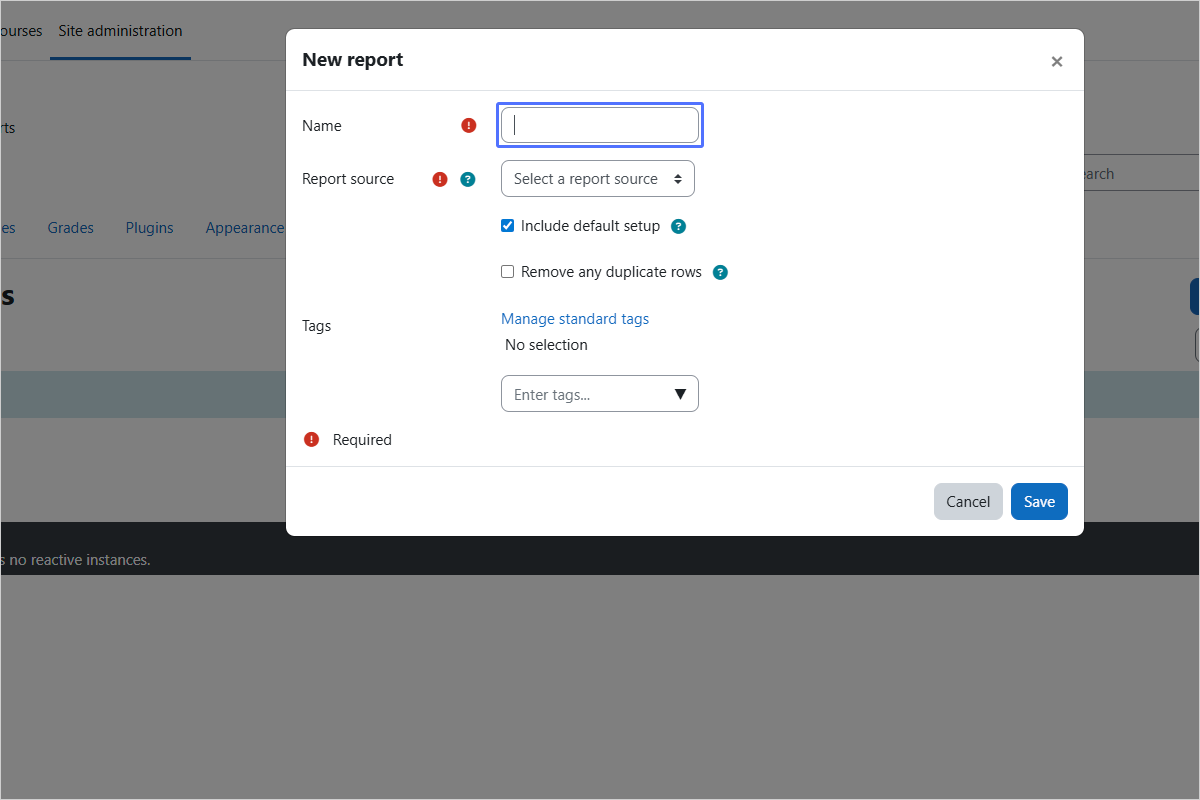 ourses Site administration
New report
×
rts
Name
Report source
Select a report source
earch
es Grades Plugins Appearance
Include default setup
Remove any duplicate rows
s
Tags
Manage standard tags
No selection
Enter tags...
Required
Cancel Save
s no reactive instances.